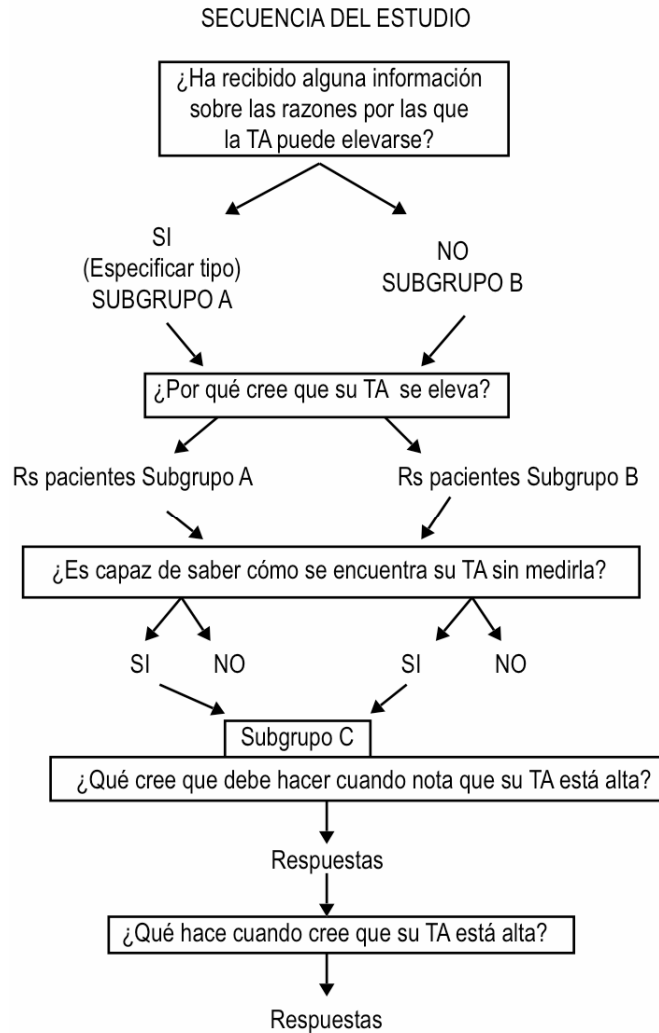 SECUENCIA DEL ESTUDIO
¿Ha recibido alguna información
sobre las razones por las que
la TA puede elevarse?
SI
(Especificar tipo)
SUBGRUPO A
NO
SUBGRUPO B
¿Por qué cree que su TA se eleva?
Rs pacientes Subgrupo A
Rs pacientes Subgrupo B
¿Es capaz de saber cómo se encuentra su TA sin medirla?
SI
NO
SI
NO
Subgrupo C
¿Qué cree que debe hacer cuando nota que su TA está alta?
Respuestas
¿Qué hace cuando cree que su TA está alta?
Respuestas